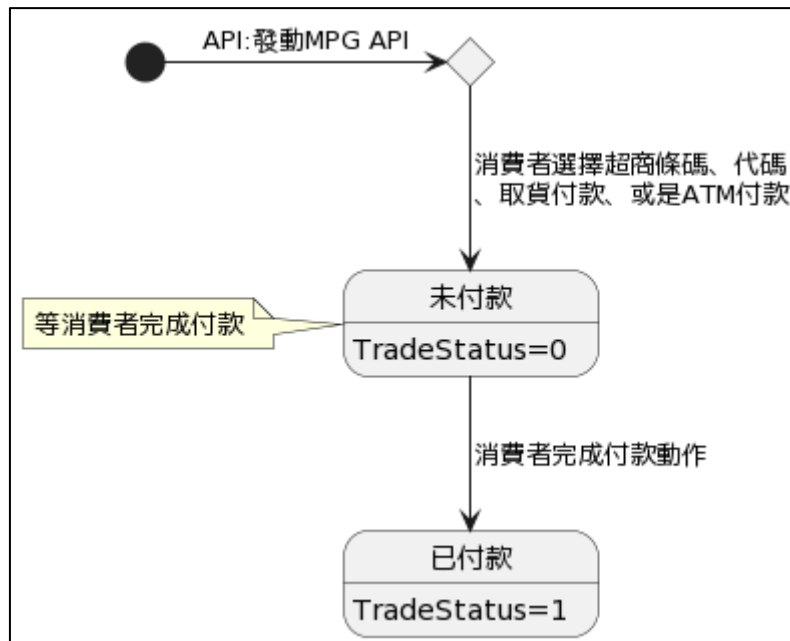 API:發動MPG API
消費者選擇超商條碼、代碼
、取貨付款、或是ATM付款
未付款
等消費者完成付款
TradeStatus=0
消費者完成付款動作
已付款
TradeStatus=1